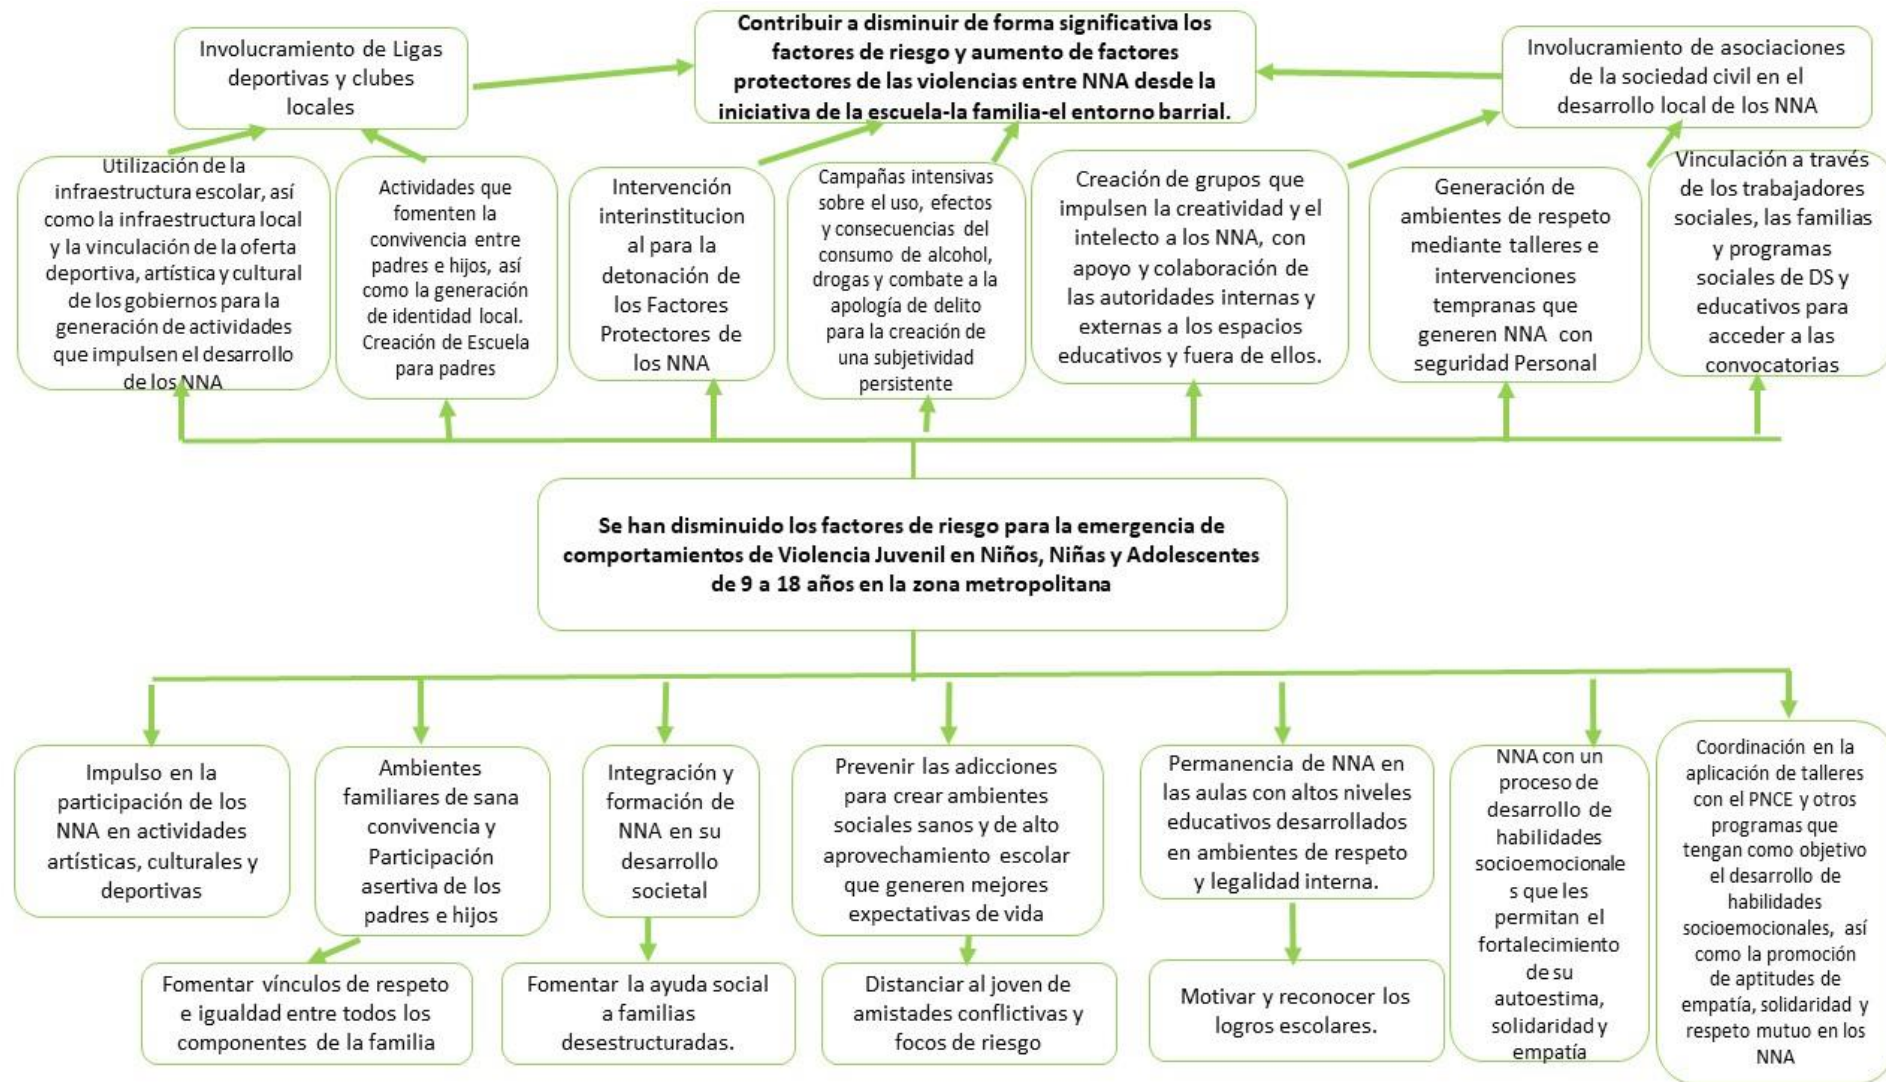 Involucramiento de Ligas
deportivas y clubes
locales
Contribuir a disminuir de forma significativa los
factores de riesgo y aumento de factores
protectores de las violencias entre NNA desde la
iniciativa de la escuela-la familia-el entorno barrial.
Involucramiento de asociaciones
de la sociedad civil en el
desarrollo local de los NNA
Utilización de la
infraestructura escolar, así
como la infraestructura local
y la vinculación de la oferta
deportiva, artística y cultural
de los gobiernos para la
generación de actividades
que impulsen el desarrollo
de los NNA
Actividades que
fomenten la
convivencia entre
padres e hijos, así
como la generación
de identidad local.
Creación de Escuela
para padres
Intervención
interinstitucion
al para la
detonación de
los Factores
Protectores de
los NNA
Campañas intensivas
sobre el uso, efectos
y consecuencias del
consumo de alcohol,
drogas y combate a la
apología de delito
para la creación de
una subjetividad
persistente
Creación de grupos que
impulsen la creatividad y el
intelecto a los NNA, con
apoyo y colaboración de
las autoridades internas y
externas a los espacios
educativos y fuera de ellos.
Generación de
ambientes de respeto
mediante talleres e
intervenciones
tempranas que
generen NNA con
seguridad Personal
Vinculación a través
de los trabajadores
sociales, las familias
y programas
sociales de DS y
educativos para
acceder a las
convocatorias
Se han disminuido los factores de riesgo para la emergencia de
comportamientos de Violencia Juvenil en Niños, Niñas y Adolescentes
de 9 a 18 años en la zona metropolitana
Impulso en la
participación de los
NNA en actividades
artísticas, culturales y
deportivas
Ambientes
familiares de sana
convivencia y
Participación
asertiva de los
padres e hijos
Integración y
formación de
NNA en su
desarrollo
societal
Prevenir las adicciones
para crear ambientes
sociales sanos y de alto
aprovechamiento escolar
que generen mejores
expectativas de vida
Permanencia de NNA en
las aulas con altos niveles
educativos desarrollados
en ambientes de respeto
y legalidad interna.
NNA con un
proceso de
desarrollo de
habilidades
socioemocionale
s que les
permitan el
fortalecimiento
de su
autoestima,
solidaridad y
empatía
Coordinación en la
aplicación de talleres
con el PNCE y otros
programas que
tengan como objetivo
el desarrollo de
habilidades
socioemocionales, así
como la promoción
de aptitudes de
empatía, solidaridad y
respeto mutuo en los
NNA
Fomentar vínculos de respeto
e igualdad entre todos los
componentes de la familia
Fomentar la ayuda social
a familias
desestructuradas.
Distanciar al joven de
amistades conflictivas y
focos de riesgo
Motivar y reconocer los
logros escolares.